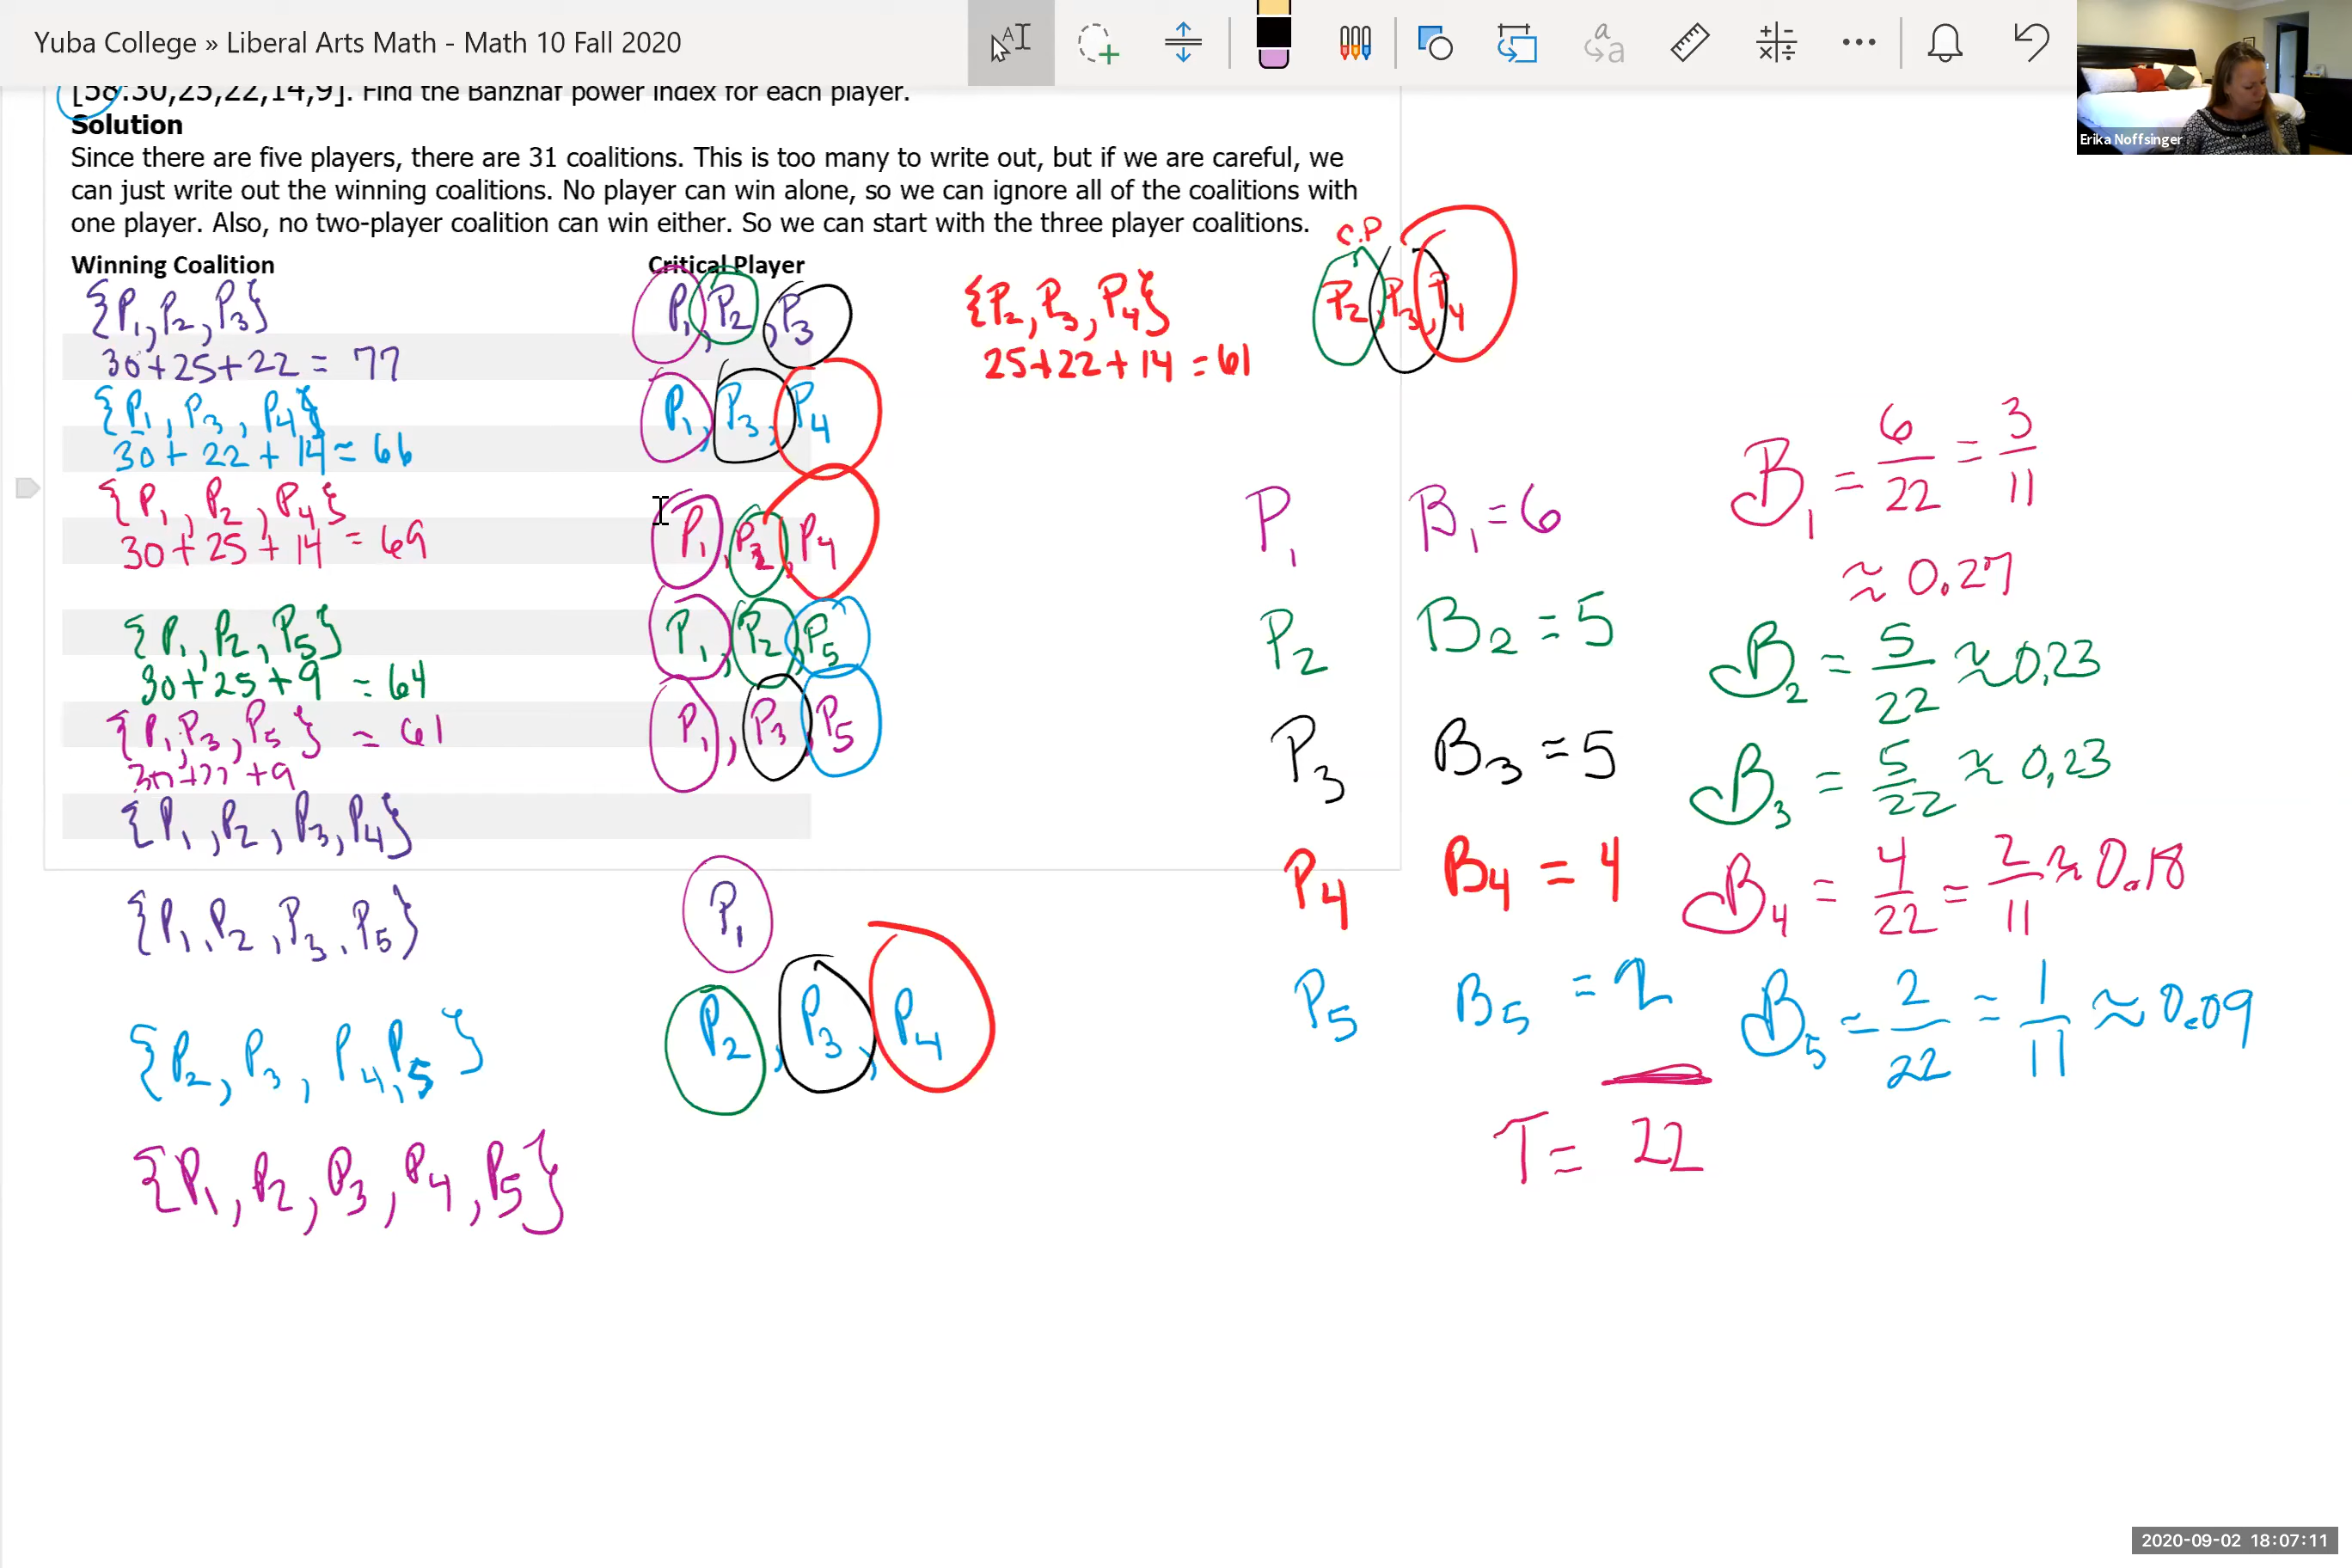 Yuba College » Liberal Arts Math - Math 10 Fall 2020
Erika Noffsinger
[58:30,25,22,14,9]. Find the Banzhaf power index for each player.
Solution
Since there are five players, there are 31 coalitions. This is too many to write out, but if we are careful, we
can just write out the winning coalitions. No player can win alone, so we can ignore all of the coalitions with
one player. Also, no two-player coalition can win either. So we can start with the three player coalitions.
Winning Coalition Critical Player
{P1, P2, P3} P1, P2, P3
30+25+22 = 77
{P1, P3, P4} P1, P3, P4
30+ 22 + 14 = 66
{P1, P2, P4} P1, P2, P4
30+25+14 = 69
{P1, P2, P5} P1, P2, P5
30+25+9 = 64
{P1, P3, P5} = 61 P1, P3, P5
30+22+9
{P1, P2, P3, P4}
{P1, P2, P3, P5} P1
{P2, P3, P4, P5} P2, P3, P4
{P1, P2, P3, P4, P5}
C.P
{P2, P3, P4} P2, P3, P4
25+22+14 = 61
P1 B1 = 6
P2 B2 = 5
P3 B3 = 5
P4 B4 = 4
P5 B5 = 2
T = 22
B1 = 6/22 = 3/11
≈ 0.27
B2 = 5/22 ≈ 0.23
B3 = 5/22 ≈ 0.23
B4 = 4/22 = 2/11 ≈ 0.18
B5 = 2/22 = 1/11 ≈ 0.09
2020-09-02 18:07:11